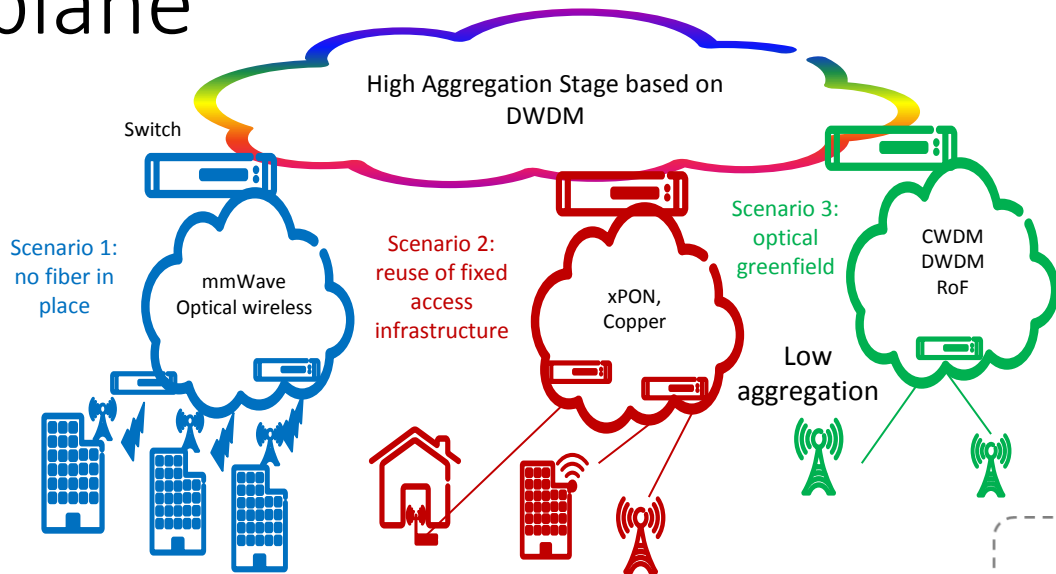 plane
High Aggregation Stage based on
DWDM
Switch
Scenario 1:
no fiber in
place
mmWave
Optical wireless
Scenario 2:
reuse of fixed
access
infrastructure
xPON,
Copper
Scenario 3:
optical
greenfield
CWDM
DWDM
RoF
Low
aggregation